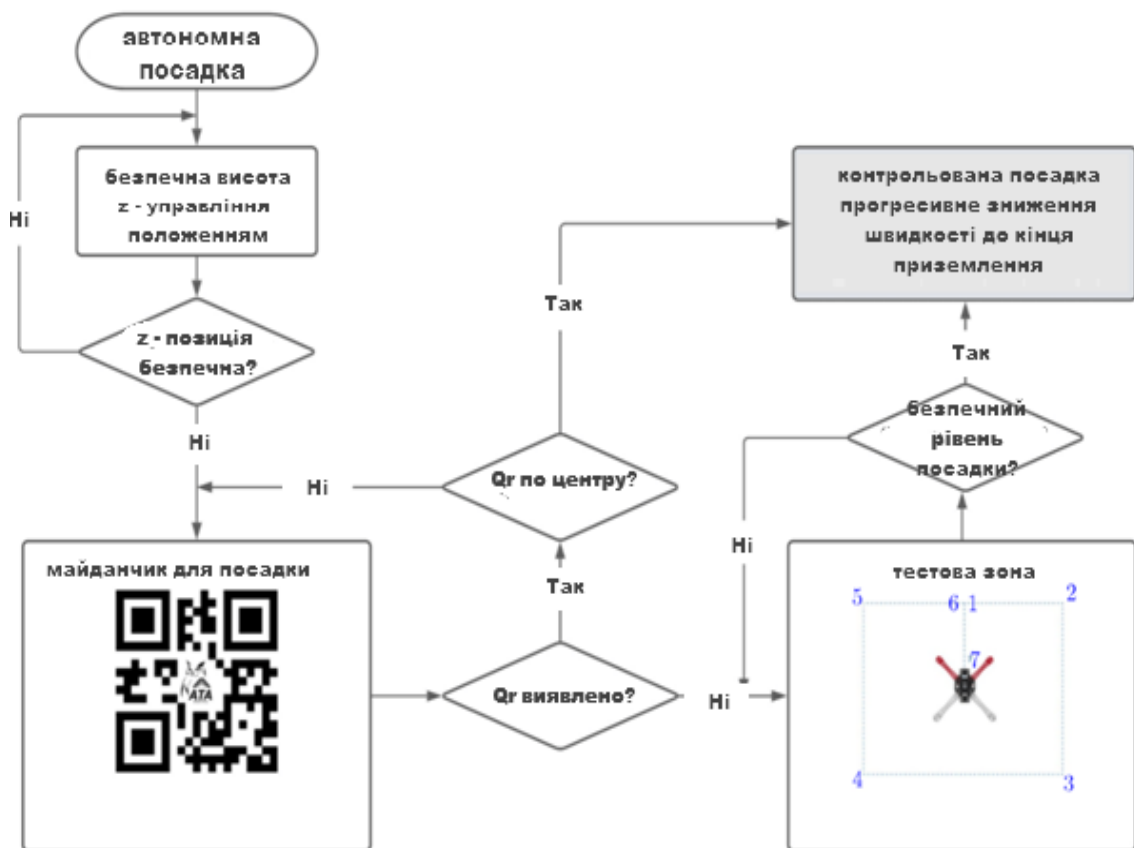 автономна
посадка
безпечна висота
z - управління
положенням
Ні
z - позиція
безпечна?
Ні
контрольована посадка
прогресивне зниження
швидкості до кінця
приземлення
Так
Так
безпечний
рівень
посадки?
Qr по центру?
Ні
Ні
майданчик для посадки
ATA
Так
Qr виявлено?
Ні
тестова зона
5 6 1 2
7
4 3